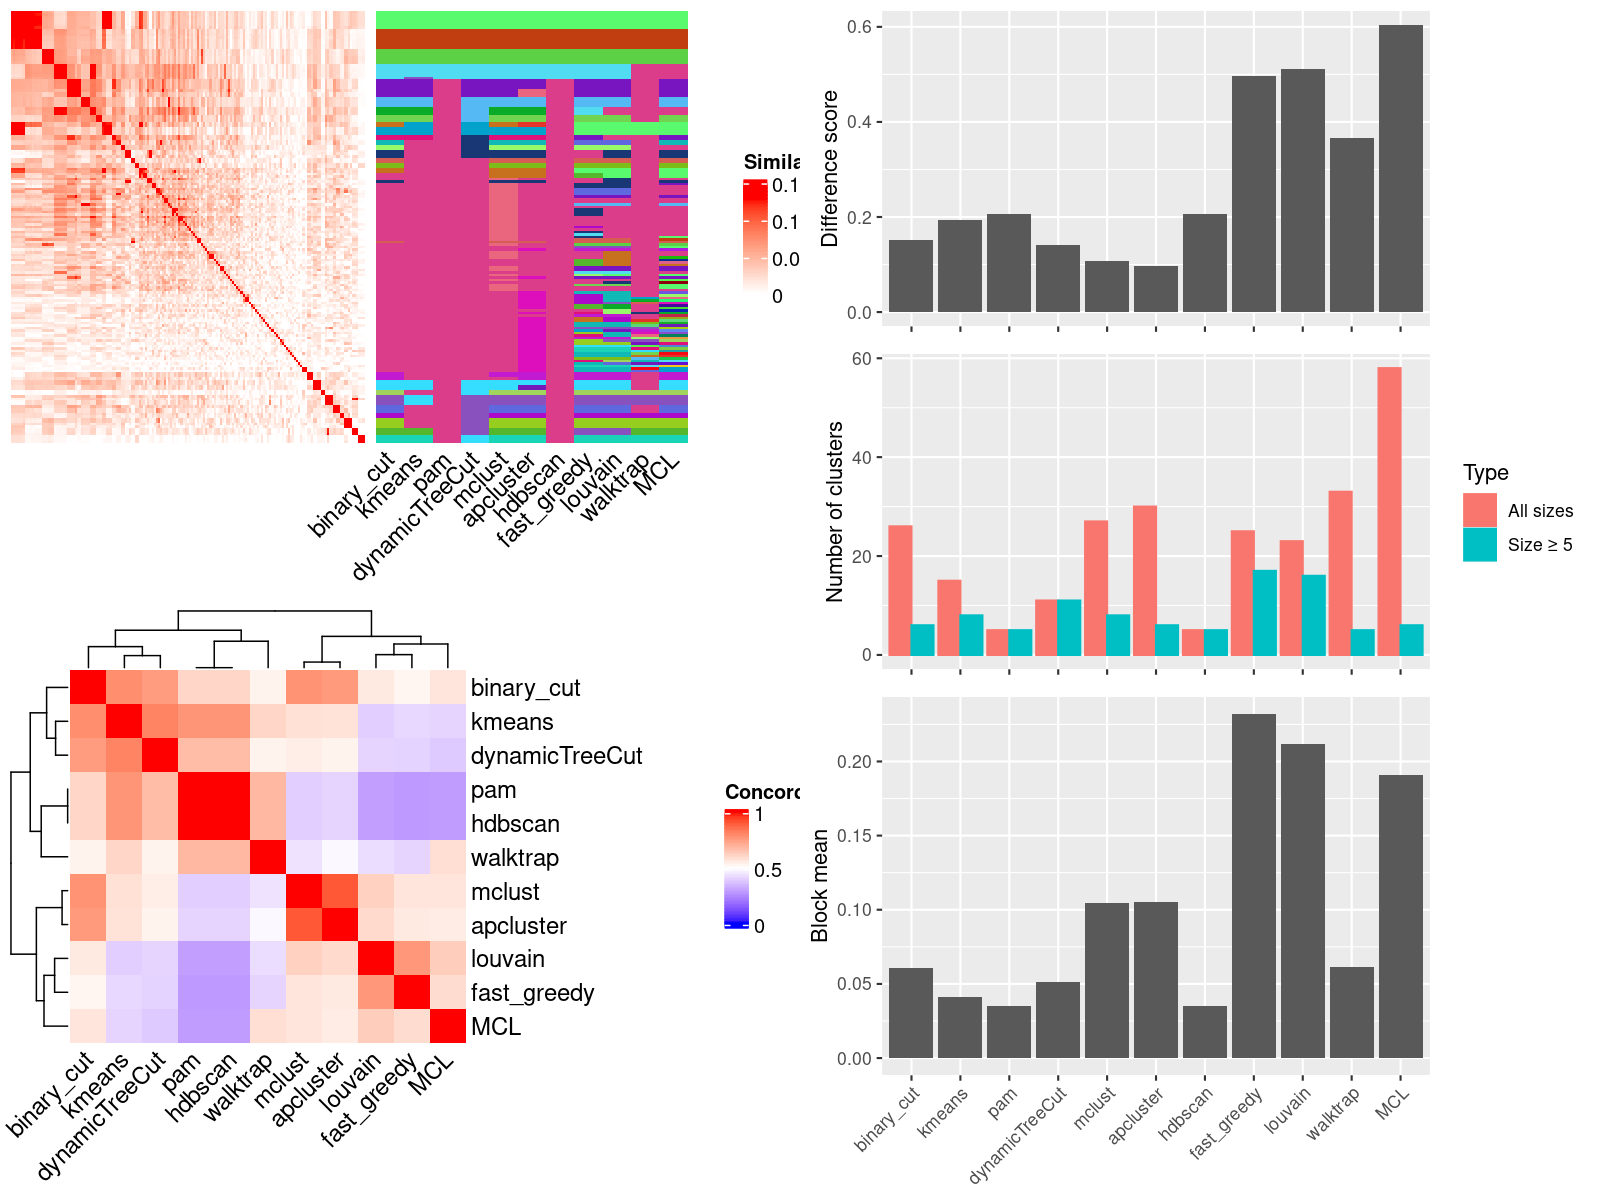 Simila
0.1
0.1
0.0
0
binary_cut
kmeans
pam
dynamicTreeCut
mclust
apcluster
hdbscan
fast_greedy
louvain
walktrap
MCL
binary_cut
kmeans
dynamicTreeCut
pam
hdbscan
walktrap
mclust
apcluster
louvain
fast_greedy
MCL
Concord
1
0.5
0
binary_cut
kmeans
dynamicTreeCut
pam
hdbscan
walktrap
mclust
apcluster
louvain
fast_greedy
MCL
Difference score
0.6
0.4
0.2
0.0
Number of clusters
60
40
20
0
Type
All sizes
Size ≥ 5
Block mean
0.20
0.15
0.10
0.05
0.00
binary_cut
kmeans
pam
dynamicTreeCut
mclust
apcluster
hdbscan
fast_greedy
louvain
walktrap
MCL